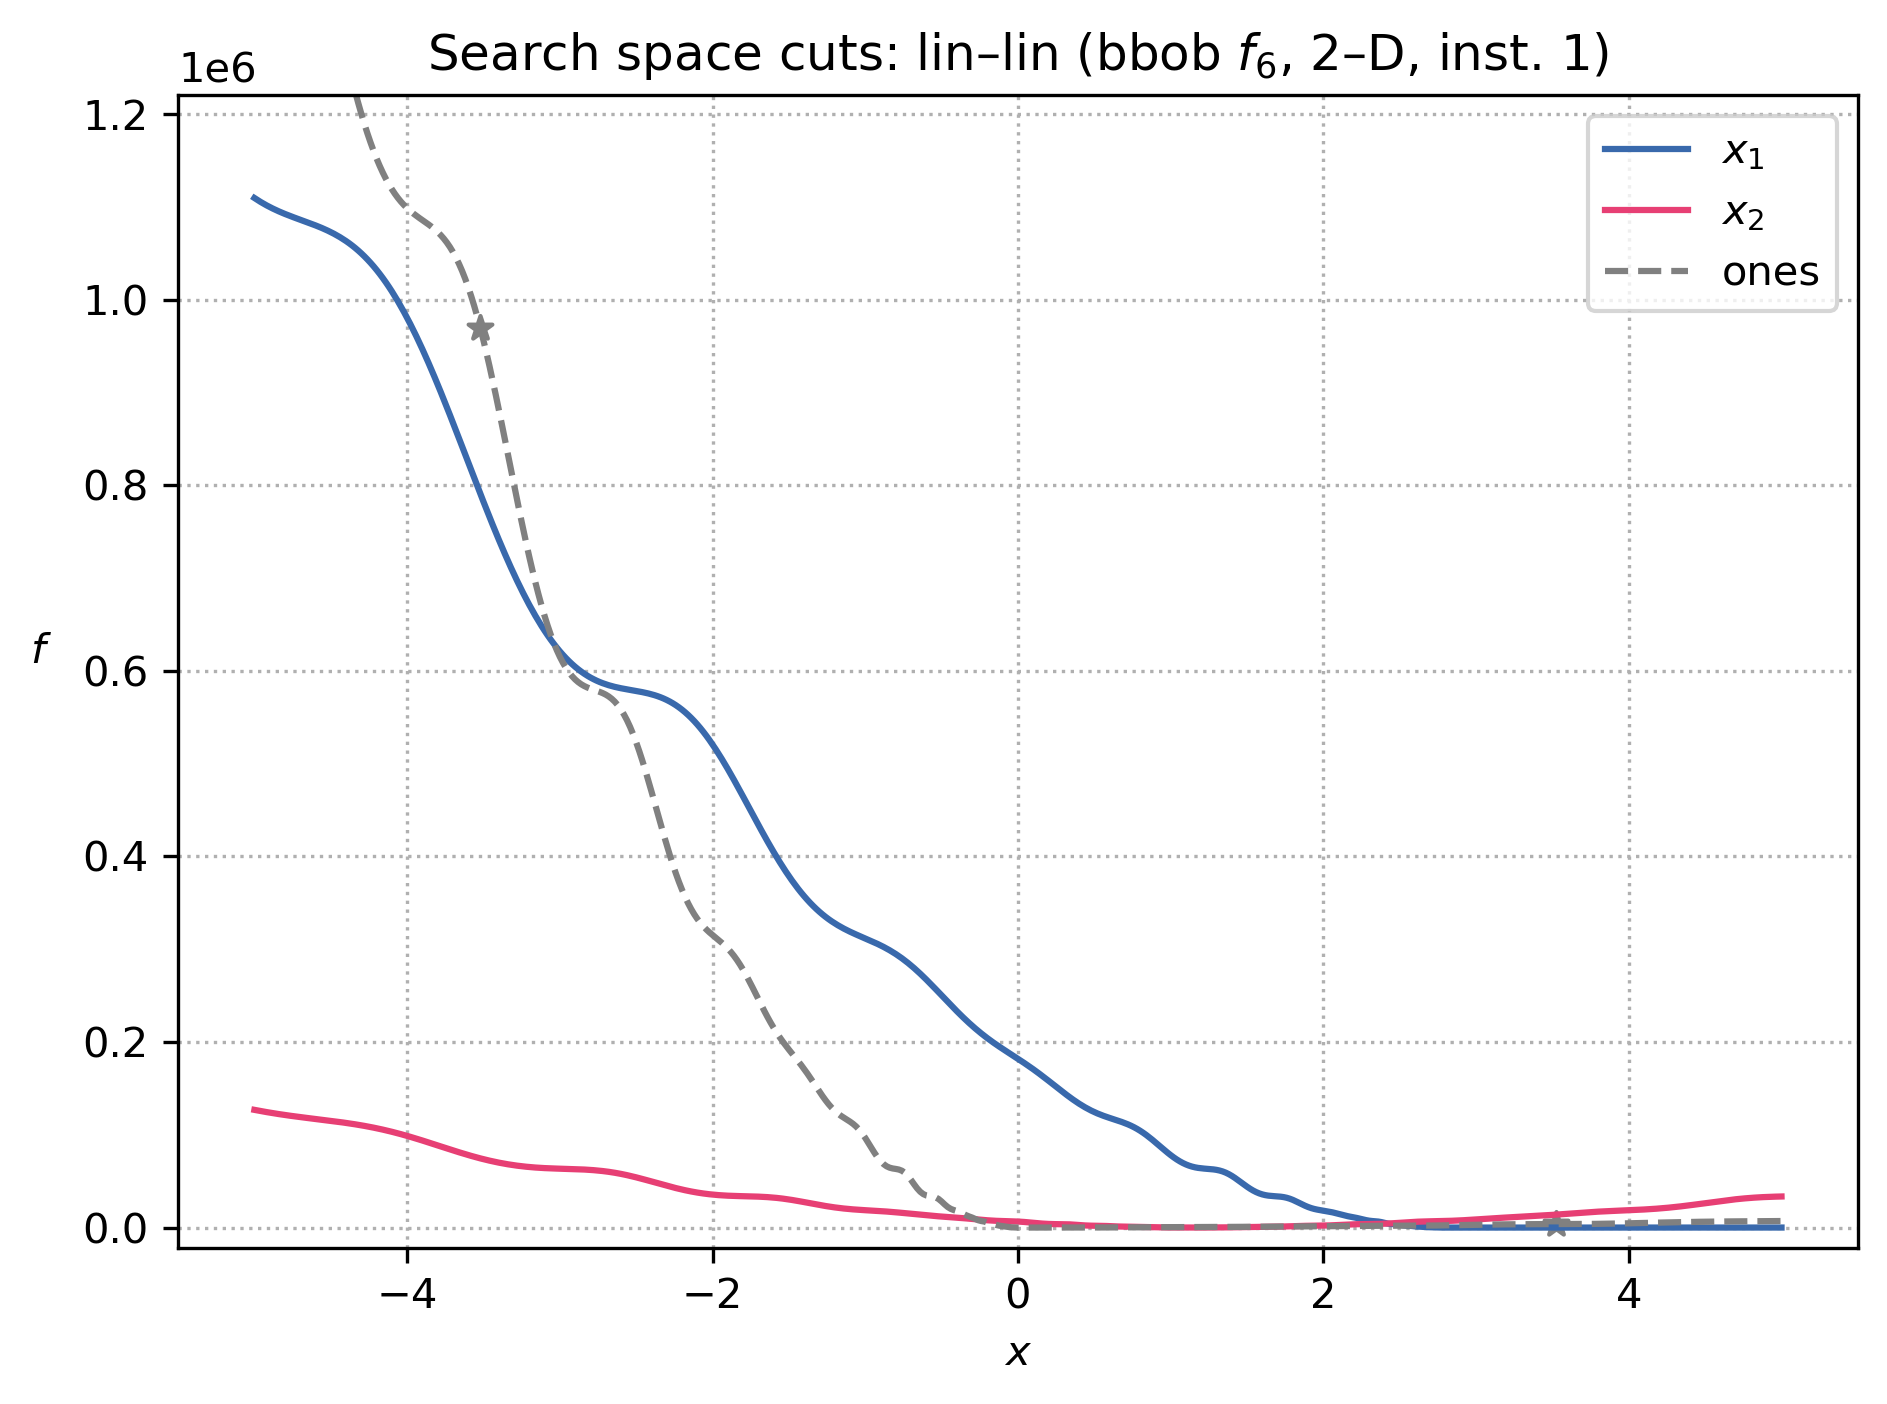 Search space cuts: lin–lin (bbob f₆, 2–D, inst. 1)
1e6
1.2
1.0
0.8
0.6
0.4
0.2
0.0
f
x₁
x₂
ones
−4 −2 0 2 4
x